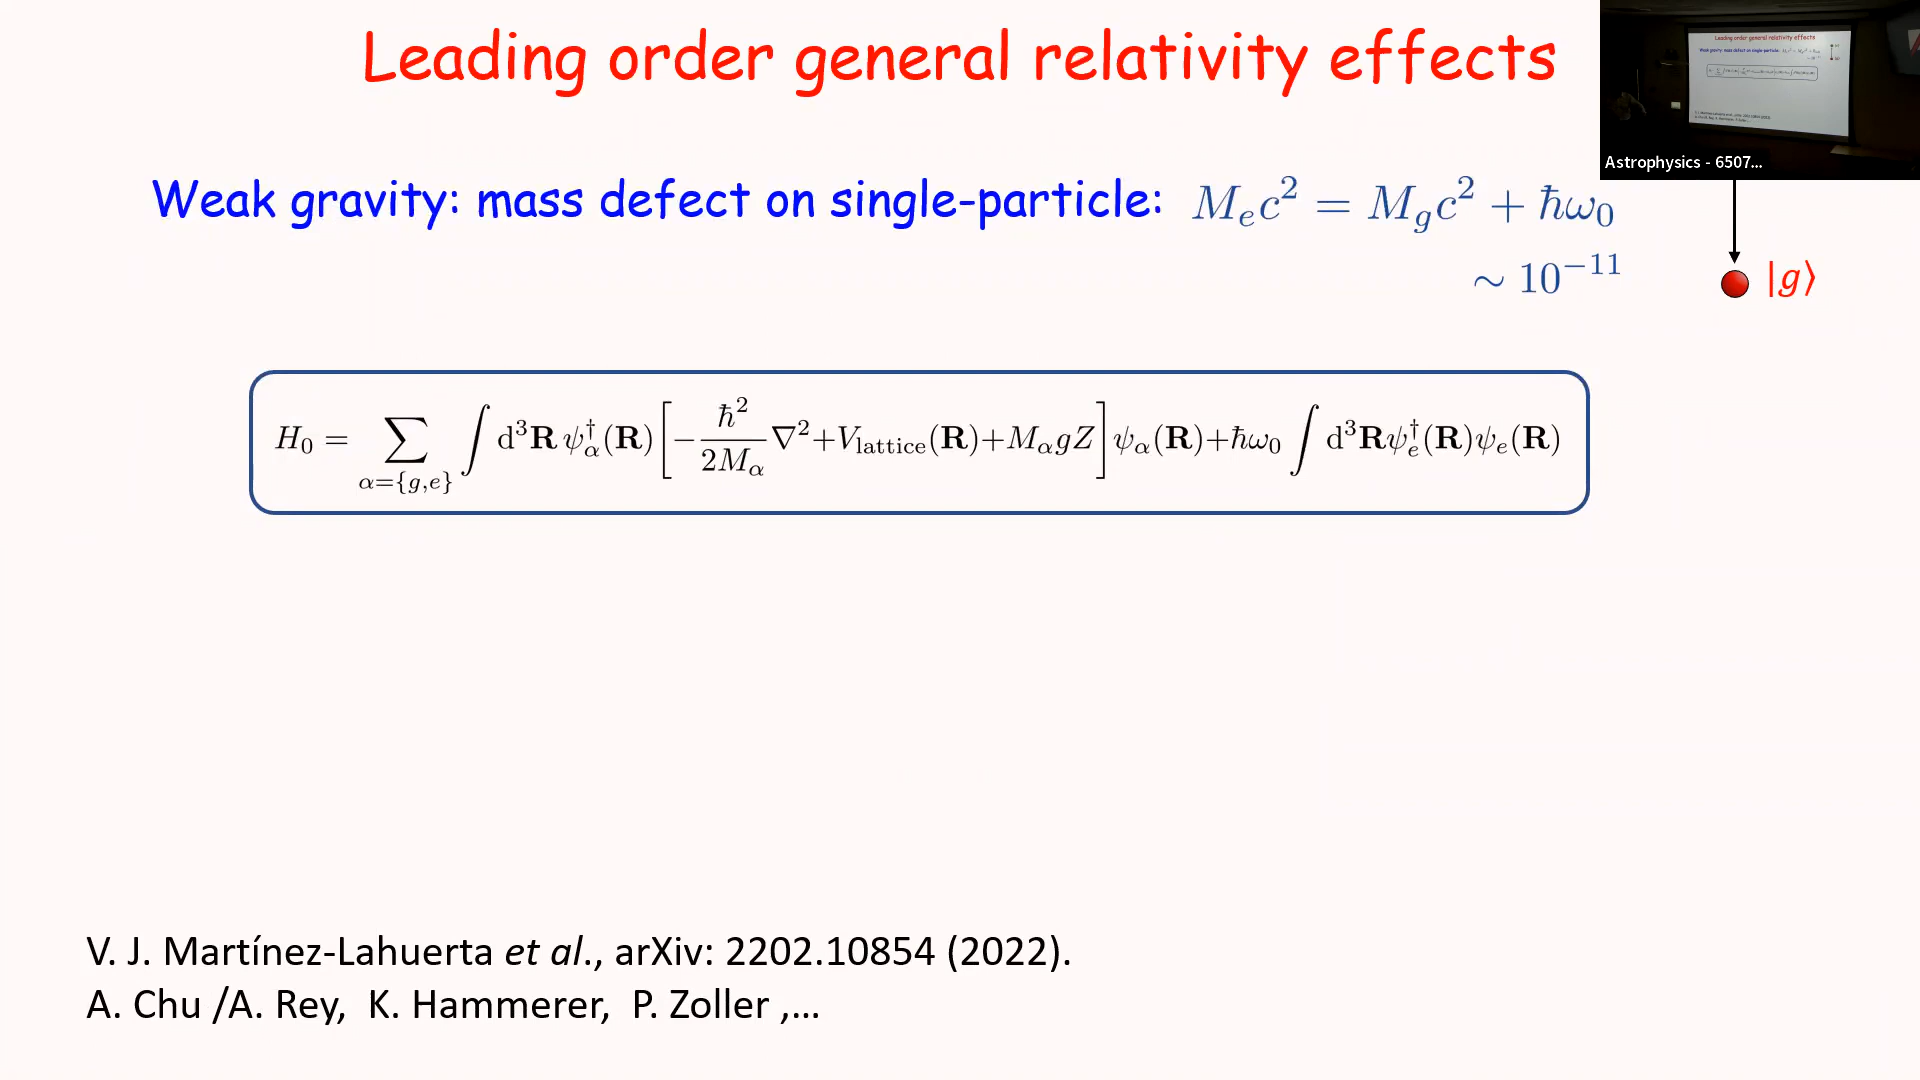 Leading order general relativity effects
Weak gravity: mass defect on single-particle: $M_e c^2 = M_g c^2 + \hbar\omega_0$
$\sim 10^{-11}$
$|g\rangle$
Astrophysics - 6507...
$H_0 = \sum_{\alpha=\{g,e\}} \int \mathrm{d}^3\mathbf{R}\, \psi_\alpha^\dagger(\mathbf{R}) \left[ -\frac{\hbar^2}{2M_\alpha} \nabla^2 + V_{\text{lattice}}(\mathbf{R}) + M_\alpha g Z \right] \psi_\alpha(\mathbf{R}) + \hbar\omega_0 \int \mathrm{d}^3\mathbf{R} \psi_e^\dagger(\mathbf{R}) \psi_e(\mathbf{R})$
V. J. Martínez-Lahuerta et al., arXiv: 2202.10854 (2022).
A. Chu /A. Rey, K. Hammerer, P. Zoller ,...